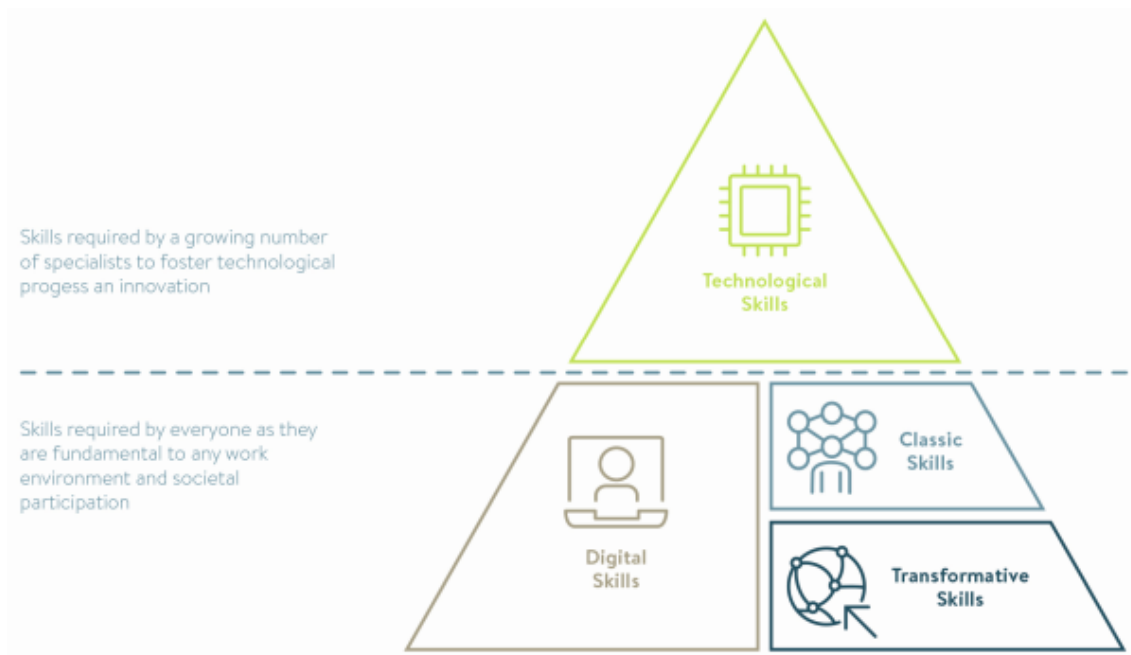 Technological
Skills
Skills required by a growing number
of specialists to foster technological
progess an innovation
Skills required by everyone as they
are fundamental to any work
environment and societal
participation
Digital
Skills
Classic
Skills
Transformative
Skills